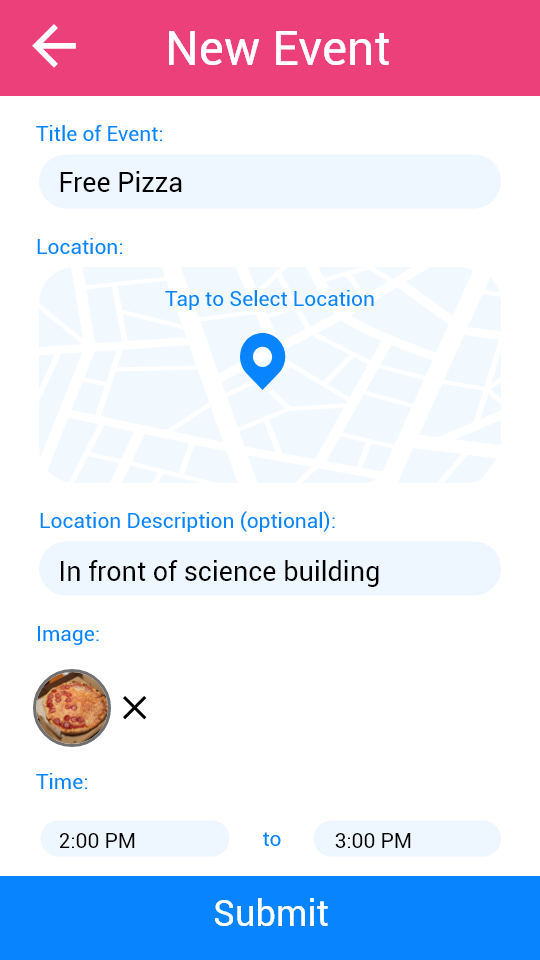 New Event
Title of Event:
Free Pizza
Location:
Tap to Select Location
Location Description (optional):
In front of science building
Image:
Time:
2:00 PM to 3:00 PM
Submit